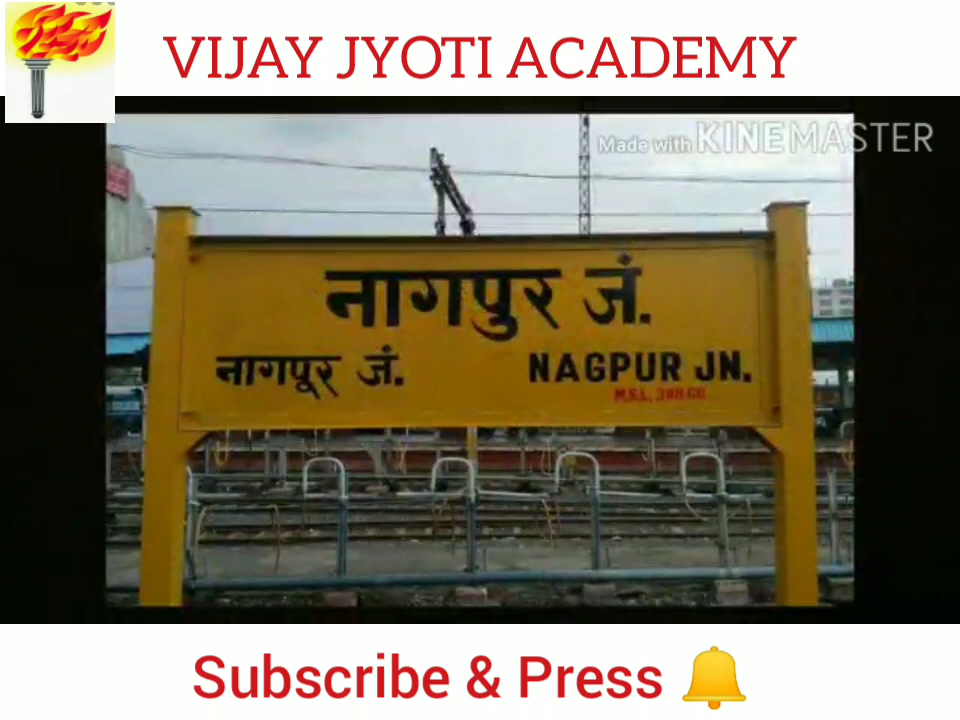 VIJAY JYOTI ACADEMY
Made with KINEMASTER
नागपुर जं.
नागपूर जं.
NAGPUR JN.
M.S.L.
Subscribe & Press